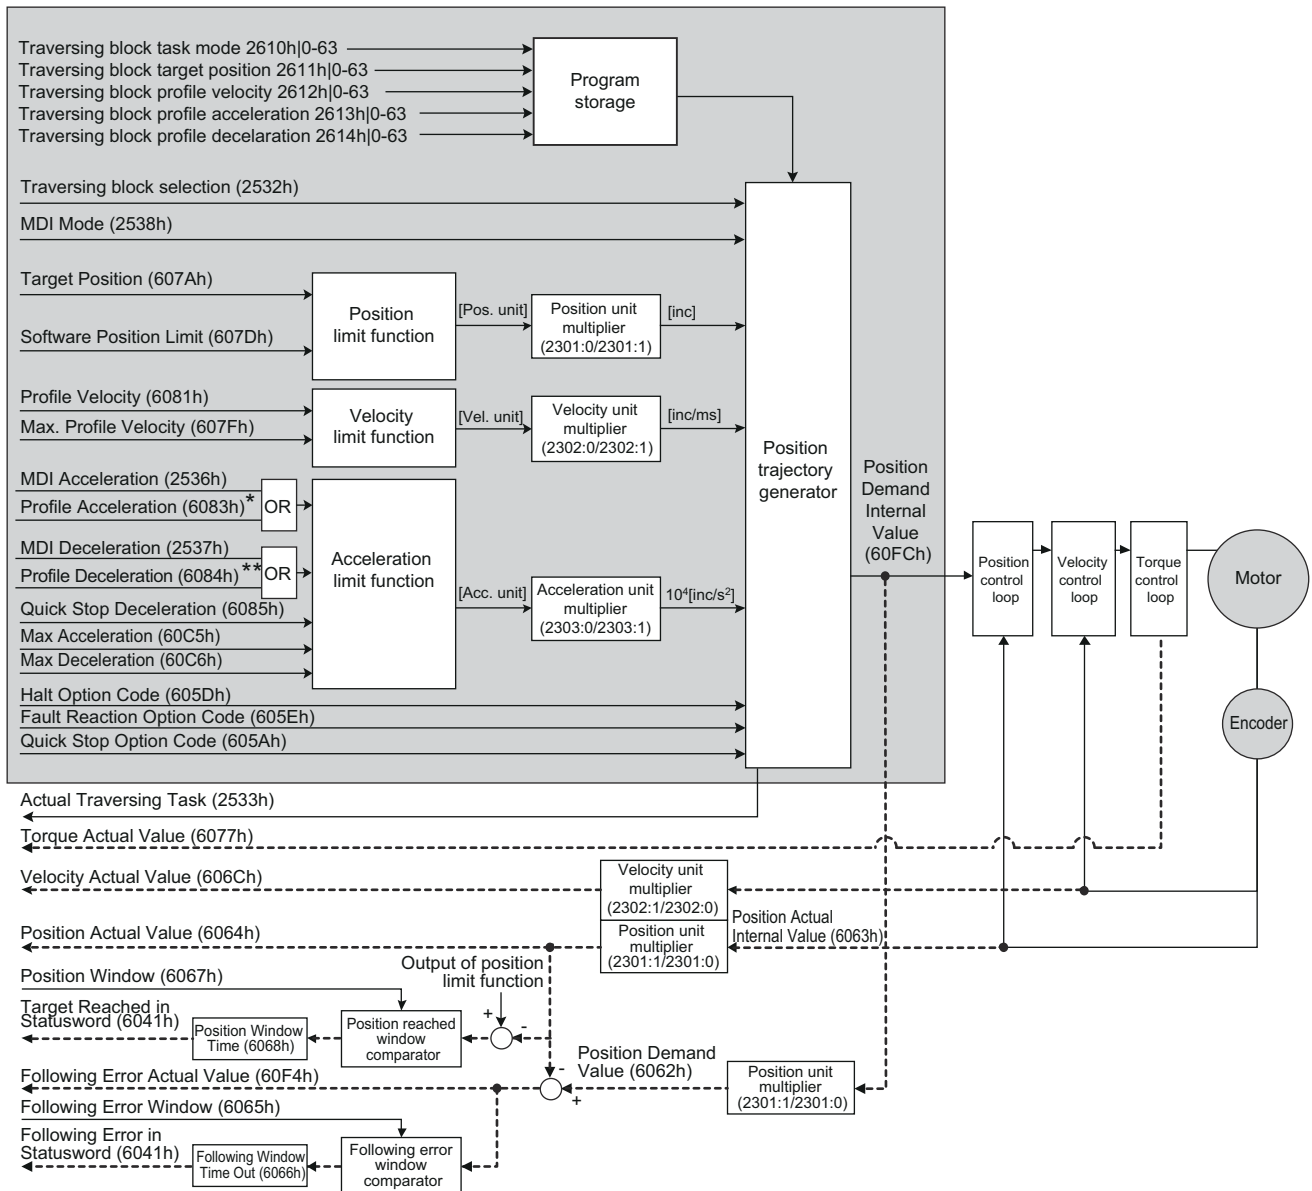 Traversing block task mode 2610h|0-63
Traversing block target position 2611h|0-63
Traversing block profile velocity 2612h|0-63
Traversing block profile acceleration 2613h|0-63
Traversing block profile decelaration 2614h|0-63
Program
storage
Traversing block selection (2532h)
MDI Mode (2538h)
Target Position (607Ah)
Software Position Limit (607Dh)
Position
limit function
[Pos. unit]
Position unit
multiplier
(2301:0/2301:1)
[inc]
Profile Velocity (6081h)
Max. Profile Velocity (607Fh)
Velocity
limit function
[Vel. unit]
Velocity unit
multiplier
(2302:0/2302:1)
[inc/ms]
MDI Acceleration (2536h)
Profile Acceleration (6083h)*
OR
MDI Deceleration (2537h)
Profile Deceleration (6084h)**
OR
Quick Stop Deceleration (6085h)
Max Acceleration (60C5h)
Max Deceleration (60C6h)
Acceleration
limit function
[Acc. unit]
Acceleration unit
multiplier
(2303:0/2303:1)
10⁴[inc/s²]
Halt Option Code (605Dh)
Fault Reaction Option Code (605Eh)
Quick Stop Option Code (605Ah)
Position
trajectory
generator
Position
Demand
Internal
Value
(60FCh)
Position
control
loop
Velocity
control
loop
Torque
control
loop
Motor
Encoder
Actual Traversing Task (2533h)
Torque Actual Value (6077h)
Velocity Actual Value (606Ch)
Velocity unit
multiplier
(2302:1/2302:0)
Position Actual Value (6064h)
Position unit
multiplier
(2301:1/2301:0)
Position Actual
Internal Value (6063h)
Output of position
limit function
Position Window (6067h)
Target Reached in
Statusword (6041h)
Position Window
Time (6068h)
Position reached
window
comparator
+
-
Following Error Actual Value (60F4h)
-
+
Position Demand
Value (6062h)
Position unit
multiplier
(2301:1/2301:0)
Following Error Window (6065h)
Following Error in
Statusword (6041h)
Following Window
Time Out (6066h)
Following error
window
comparator